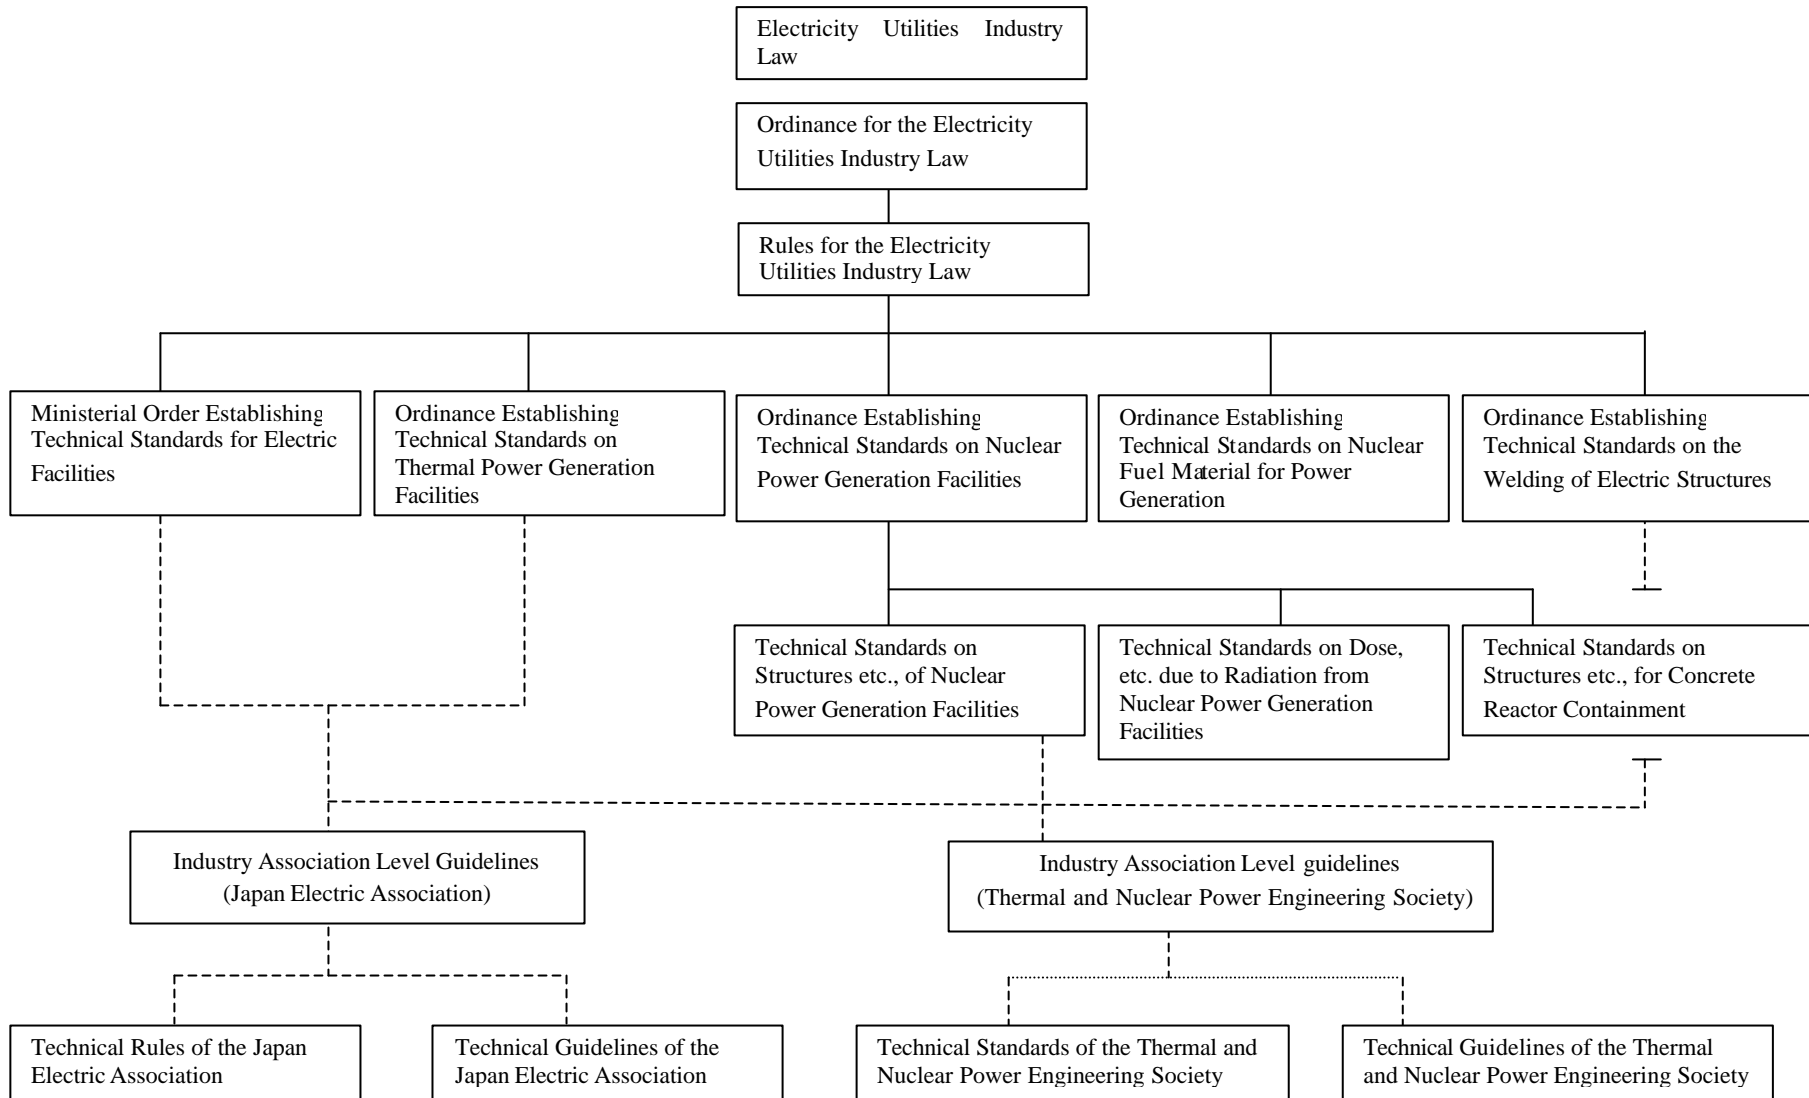 Electricity Utilities Industry
Law
Ordinance for the Electricity
Utilities Industry Law
Rules for the Electricity
Utilities Industry Law
Ministerial Order Establishing
Technical Standards for Electric
Facilities
Ordinance Establishing
Technical Standards on
Thermal Power Generation
Facilities
Ordinance Establishing
Technical Standards on Nuclear
Power Generation Facilities
Ordinance Establishing
Technical Standards on Nuclear
Fuel Material for Power
Generation
Ordinance Establishing
Technical Standards on the
Welding of Electric Structures
Technical Standards on
Structures etc., of Nuclear
Power Generation Facilities
Technical Standards on Dose,
etc. due to Radiation from
Nuclear Power Generation
Facilities
Technical Standards on
Structures etc., for Concrete
Reactor Containment
Industry Association Level Guidelines
(Japan Electric Association)
Industry Association Level guidelines
(Thermal and Nuclear Power Engineering Society)
Technical Rules of the Japan
Electric Association
Technical Guidelines of the
Japan Electric Association
Technical Standards of the Thermal and
Nuclear Power Engineering Society
Technical Guidelines of the Thermal
and Nuclear Power Engineering Society